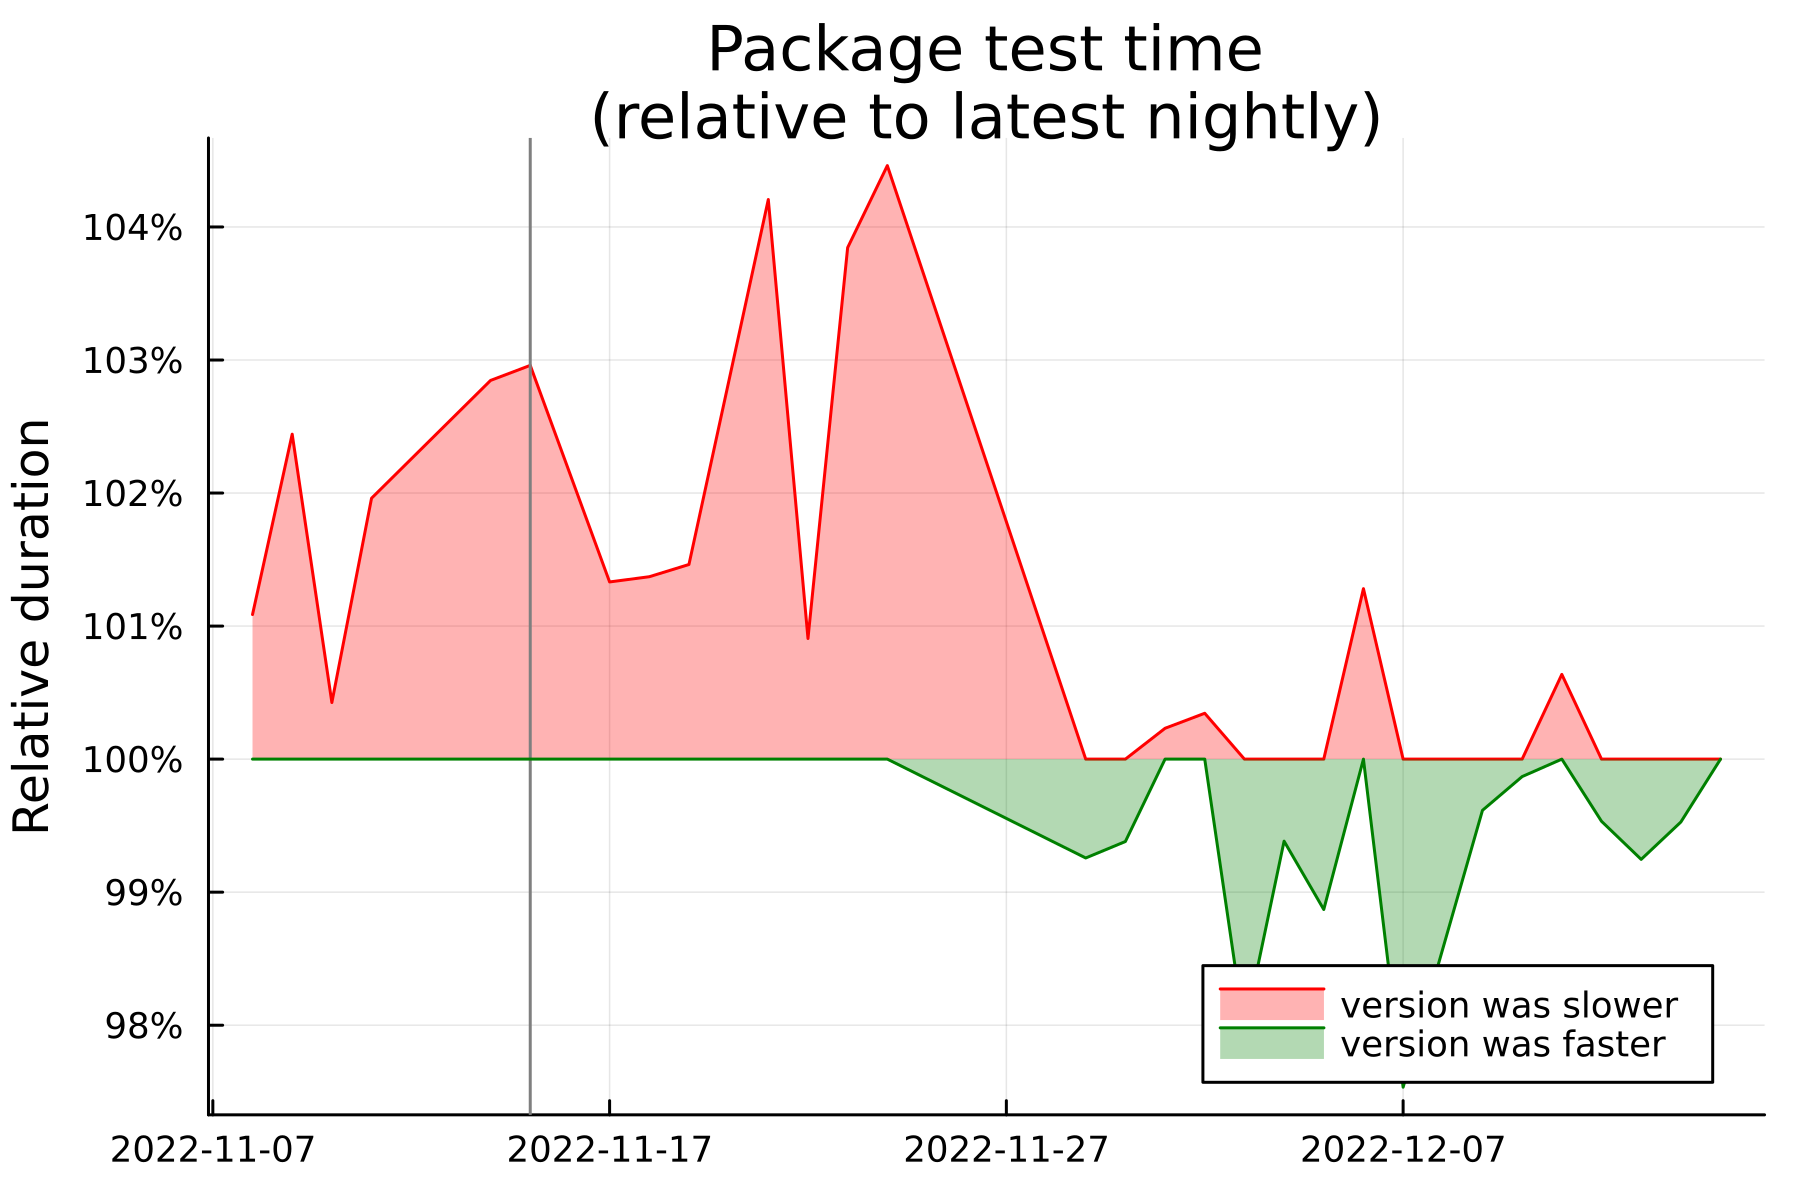 Package test time
(relative to latest nightly)
Relative duration
104%
103%
102%
101%
100%
99%
98%
version was slower
version was faster
2022-11-07
2022-11-17
2022-11-27
2022-12-07